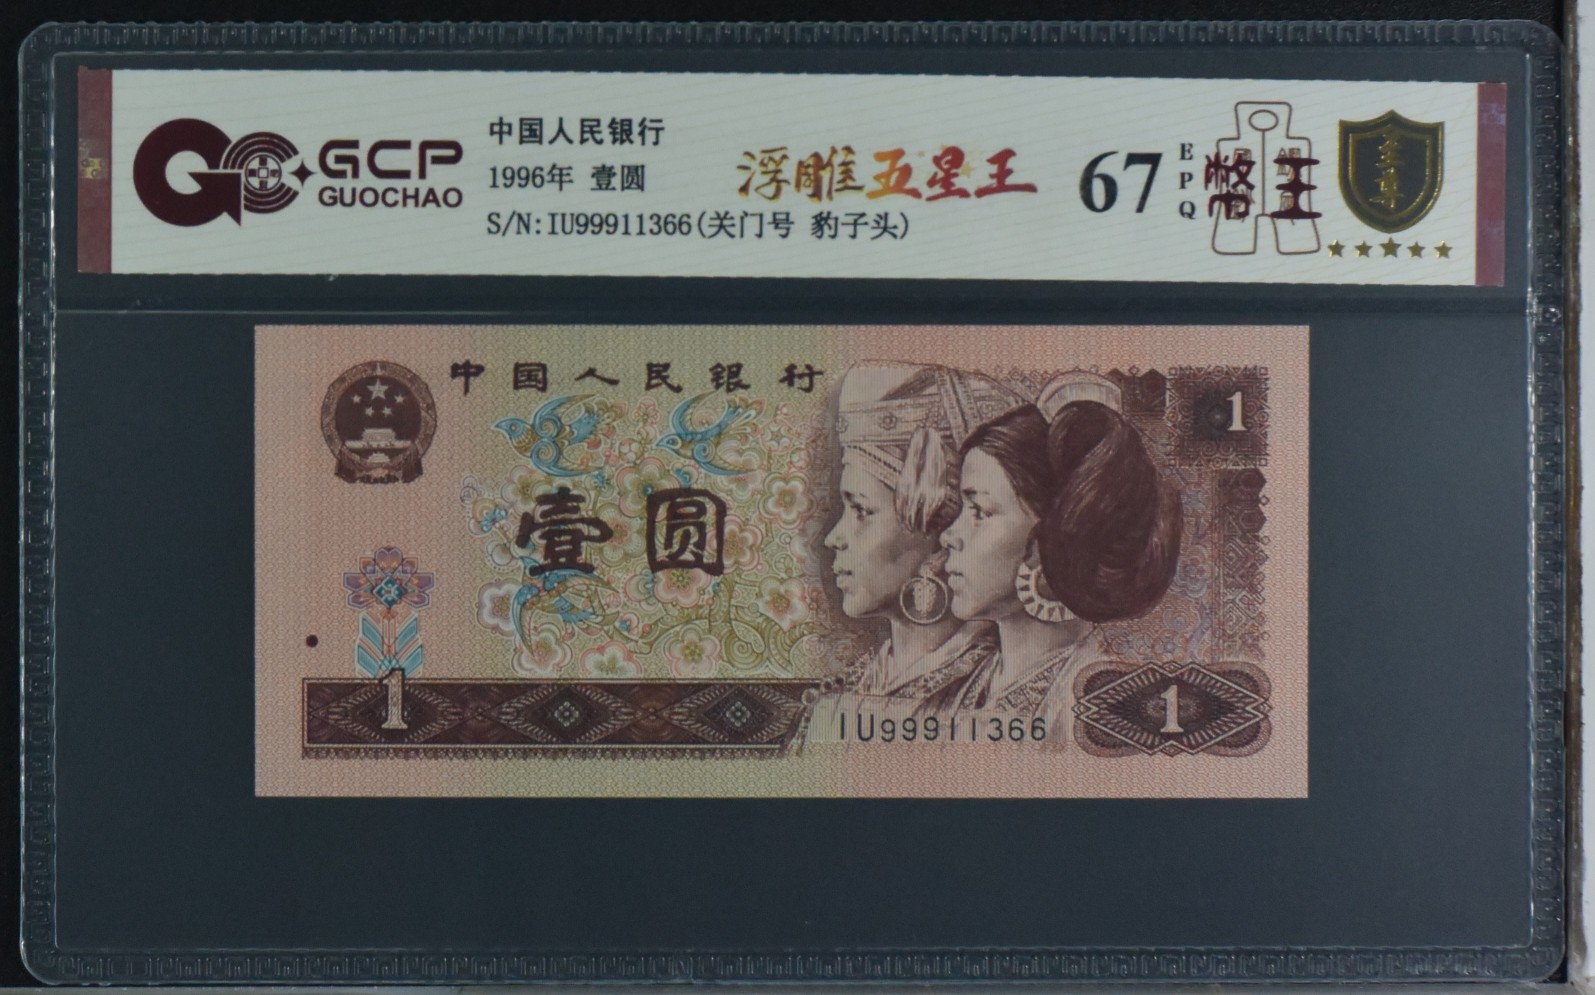 GCP
GUOCHAO
中国人民银行
1996年 壹圆
S/N:IU99911366(关门号 豹子头)
浮雕五星王
67
EPQ
币王
至尊
中国人民银行
1
壹圆
1
IU99911366
1